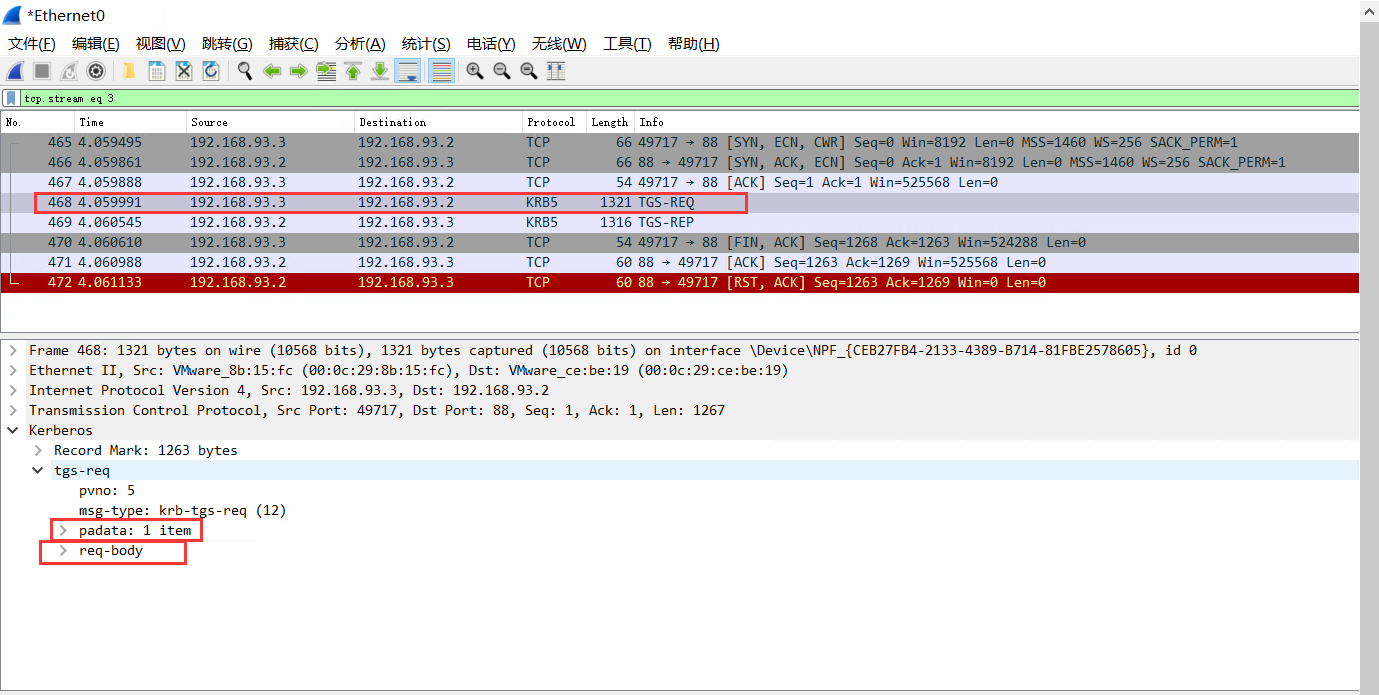 *Ethernet0
文件(F) 编辑(E) 视图(V) 跳转(G) 捕获(C) 分析(A) 统计(S) 电话(Y) 无线(W) 工具(T) 帮助(H)
tcp.stream eq 3
No. Time Source Destination Protocol Length Info
465 4.059495 192.168.93.3 192.168.93.2 TCP 66 49717 → 88 [SYN, ECN, CWR] Seq=0 Win=8192 Len=0 MSS=1460 WS=256 SACK_PERM=1
466 4.059861 192.168.93.2 192.168.93.3 TCP 66 88 → 49717 [SYN, ACK, ECN] Seq=0 Ack=1 Win=8192 Len=0 MSS=1460 WS=256 SACK_PERM=1
467 4.059888 192.168.93.3 192.168.93.2 TCP 54 49717 → 88 [ACK] Seq=1 Ack=1 Win=525568 Len=0
468 4.059991 192.168.93.3 192.168.93.2 KRB5 1321 TGS-REQ
469 4.060545 192.168.93.2 192.168.93.3 KRB5 1316 TGS-REP
470 4.060610 192.168.93.3 192.168.93.2 TCP 54 49717 → 88 [FIN, ACK] Seq=1268 Ack=1263 Win=524288 Len=0
471 4.060988 192.168.93.2 192.168.93.3 TCP 60 88 → 49717 [ACK] Seq=1263 Ack=1269 Win=525568 Len=0
472 4.061133 192.168.93.2 192.168.93.3 TCP 60 88 → 49717 [RST, ACK] Seq=1263 Ack=1269 Win=0 Len=0
Frame 468: 1321 bytes on wire (10568 bits), 1321 bytes captured (10568 bits) on interface \Device\NPF_{CEB27FB4-2133-4389-B714-81FBE2578605}, id 0
Ethernet II, Src: VMware_8b:15:fc (00:0c:29:8b:15:fc), Dst: VMware_ce:be:19 (00:0c:29:ce:be:19)
Internet Protocol Version 4, Src: 192.168.93.3, Dst: 192.168.93.2
Transmission Control Protocol, Src Port: 49717, Dst Port: 88, Seq: 1, Ack: 1, Len: 1267
Kerberos
Record Mark: 1263 bytes
tgs-req
pvno: 5
msg-type: krb-tgs-req (12)
padata: 1 item
req-body